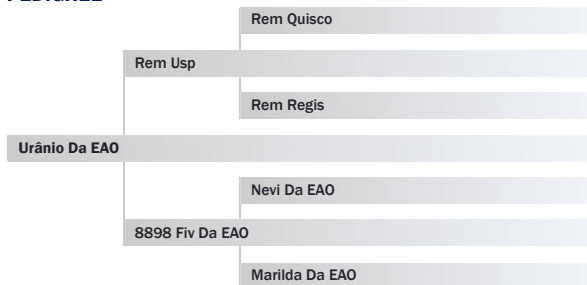 Rem Quisco
Rem Usp
Rem Regis
Urânio Da EAO
Nevi Da EAO
8898 Fiv Da EAO
Marilda Da EAO